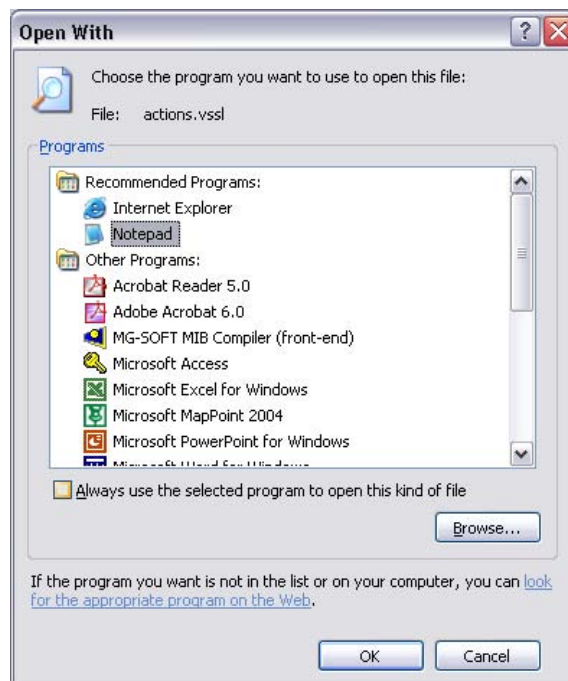 Open With
Choose the program you want to use to open this file:
File: actions.vssl
Programs
Recommended Programs:
Internet Explorer
Notepad
Other Programs:
Acrobat Reader 5.0
Adobe Acrobat 6.0
MG-SOFT MIB Compiler (front-end)
Microsoft Access
Microsoft Excel for Windows
Microsoft MapPoint 2004
Microsoft PowerPoint for Windows
Microsoft Word for Windows
Always use the selected program to open this kind of file
Browse...
If the program you want is not in the list or on your computer, you can look
for the appropriate program on the Web.
OK Cancel